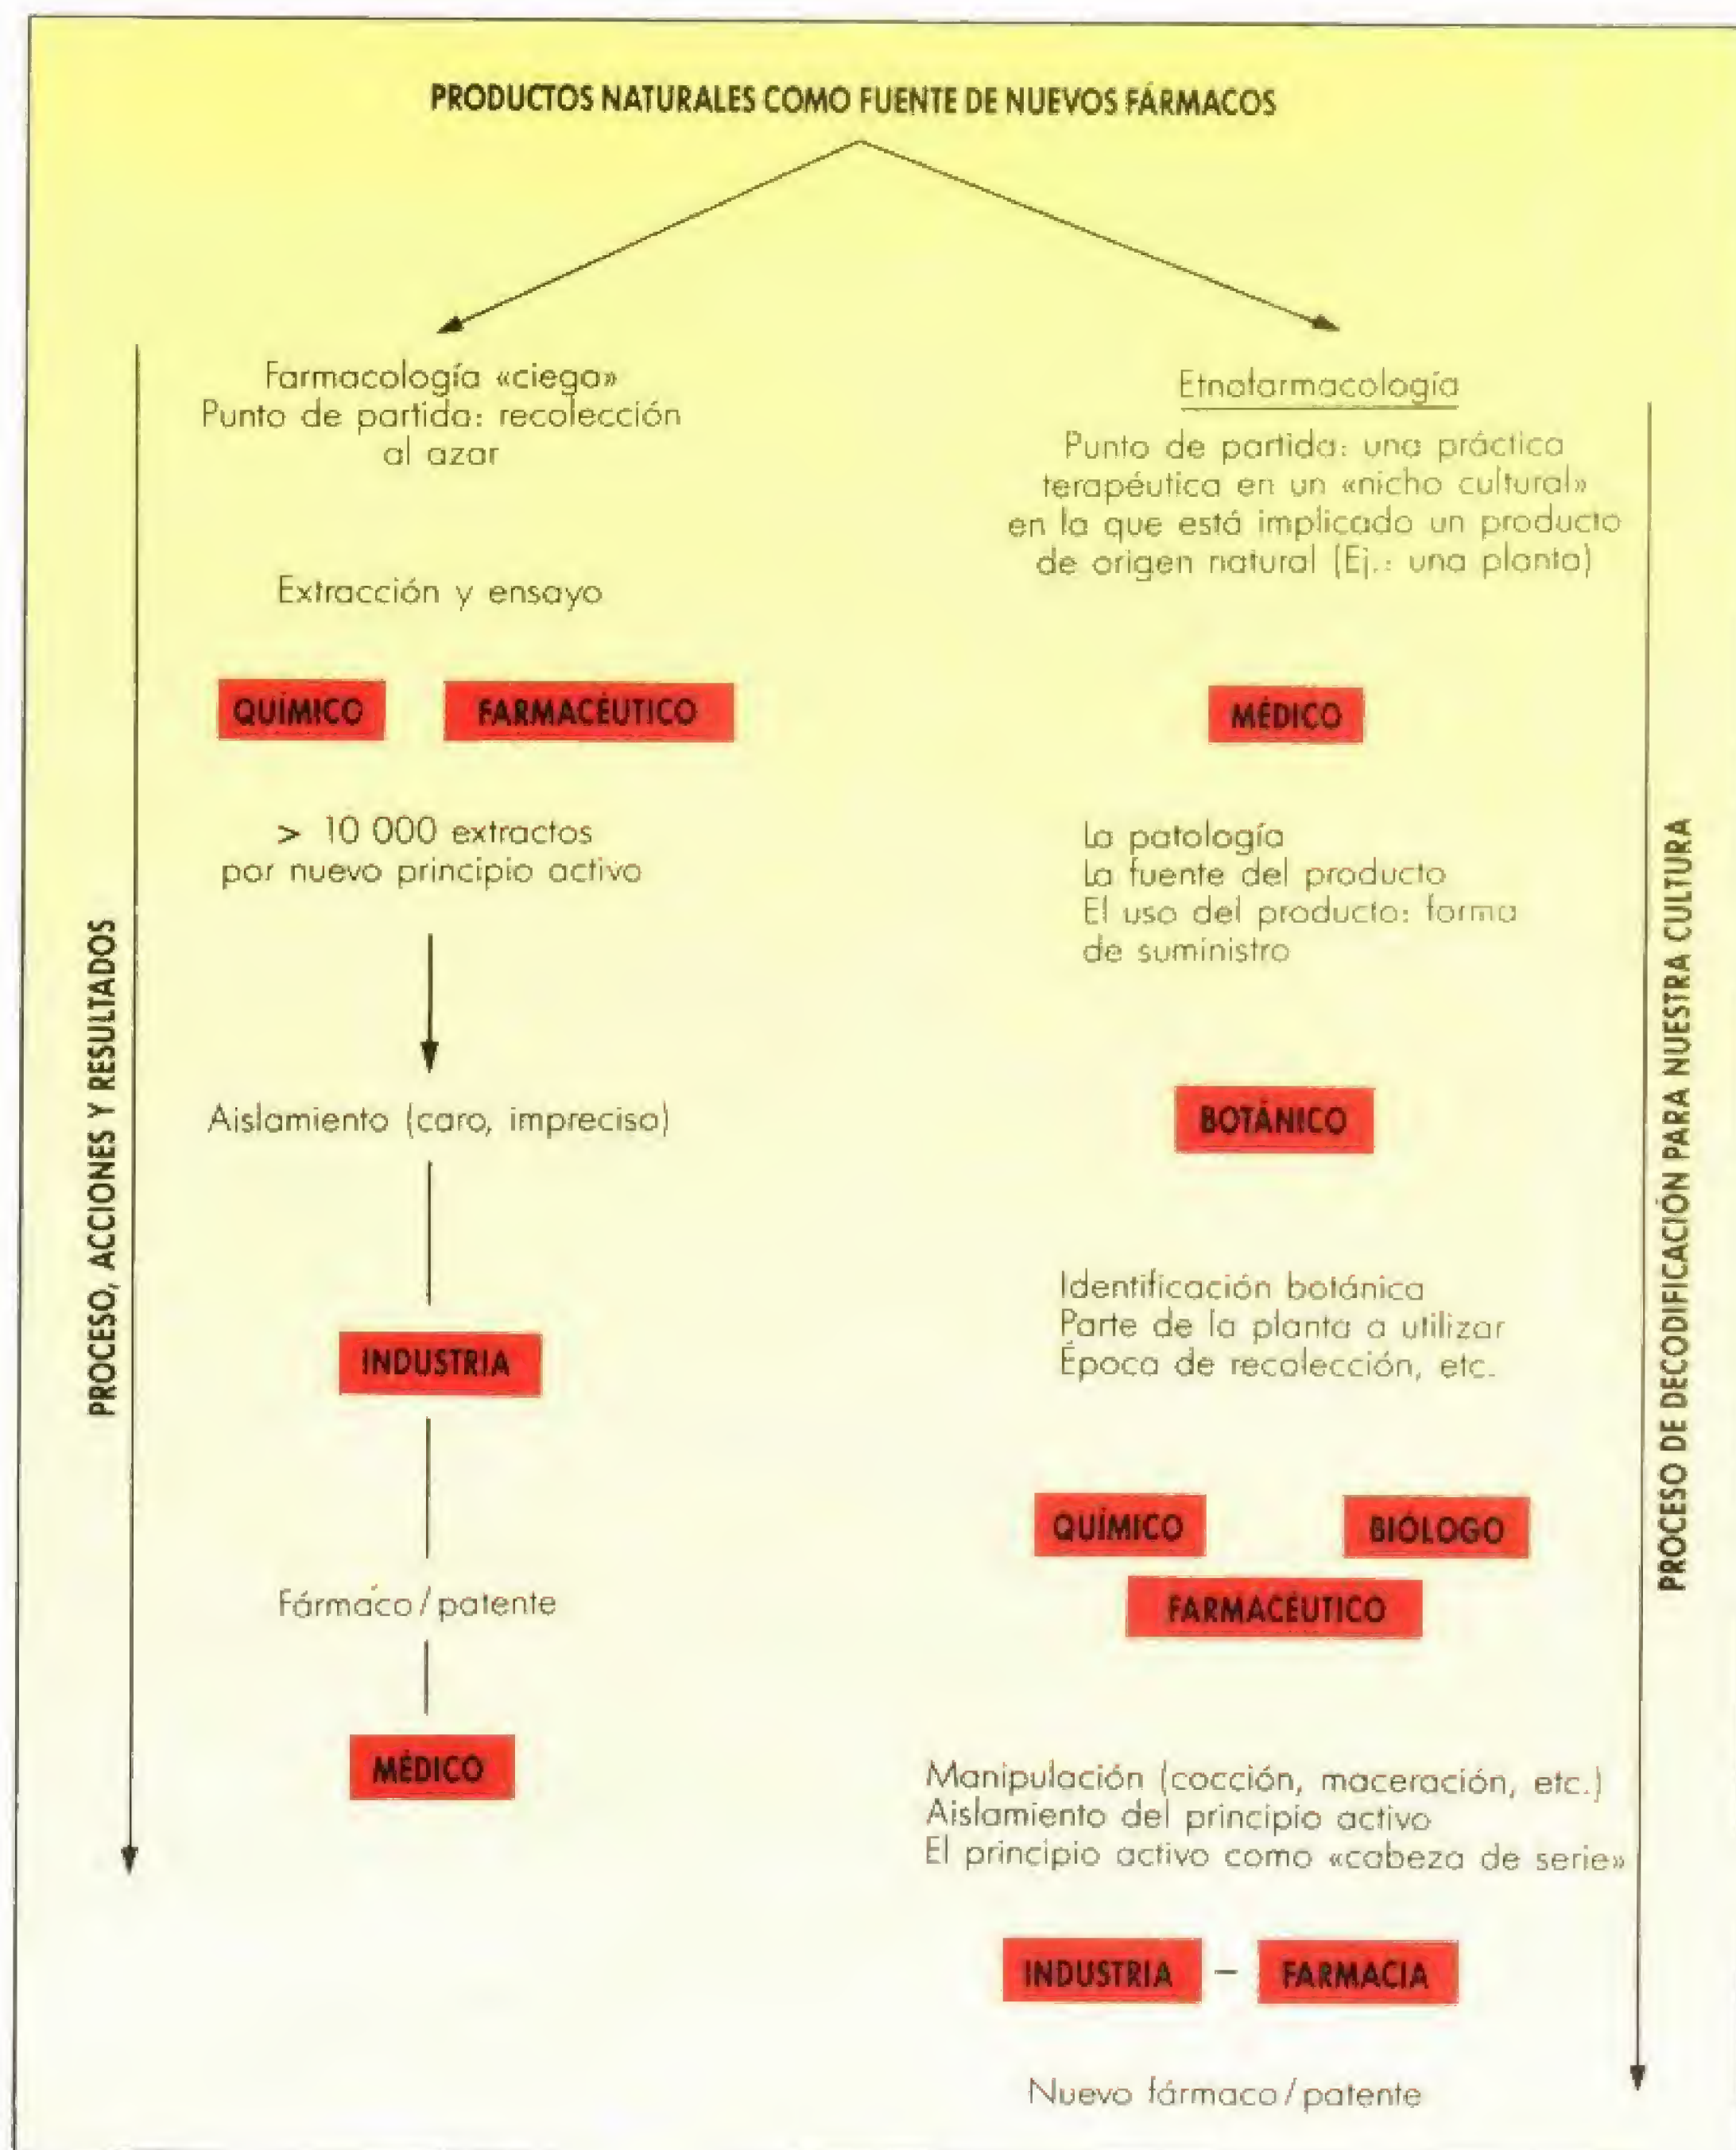 PRODUCTOS NATURALES COMO FUENTE DE NUEVOS FÁRMACOS
PROCESO, ACCIONES Y RESULTADOS
Farmacología «ciega»
Punto de partida: recolección
al azar
Extracción y ensayo
QUÍMICO
FARMACÉUTICO
> 10 000 extractos
por nuevo principio activo
Aislamiento (caro, impreciso)
INDUSTRIA
Fármaco/patente
MÉDICO
Etnofarmacología
Punto de partida: una práctica
terapéutica en un «nicho cultural»
en la que está implicado un producto
de origen natural (Ej.: una planta)
MÉDICO
La patología
La fuente del producto
El uso del producto: forma
de suministro
BOTÁNICO
Identificación botánica
Parte de la planta a utilizar
Época de recolección, etc.
QUÍMICO
BIÓLOGO
FARMACÉUTICO
Manipulación (cocción, maceración, etc.)
Aislamiento del principio activo
El principio activo como «cabeza de serie»
INDUSTRIA – FARMACIA
Nuevo fármaco/patente
PROCESO DE DECODIFICACIÓN PARA NUESTRA CULTURA